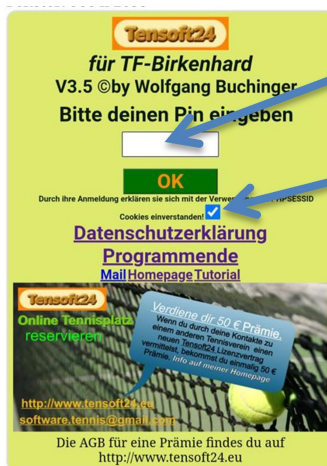 Tensoft24
für TF-Birkenhard
V3.5 ©by Wolfgang Buchinger
Bitte deinen Pin eingeben
OK
Durch ihre Anmeldung erklären sie sich mit der
Cookies einverstanden!
Datenschutzerklärung
Programmende
Mail Homepage Tutorial
Tensoft24
Online Tennisplatz
reservieren
Verdiene dir 50 € Prämie.
Wenn du durch deine Kontakte zu
einem anderen Tennisverein einen
neuen Tensoft24 Lizenzvertrag
vermittelst, bekommst du einmalig 50 €
Prämie. Info auf meiner Homepage
http://www.tensoft24.eu
software.tennis@gmail.com
Die AGB für eine Prämie findes du auf
http://www.tensoft24.eu